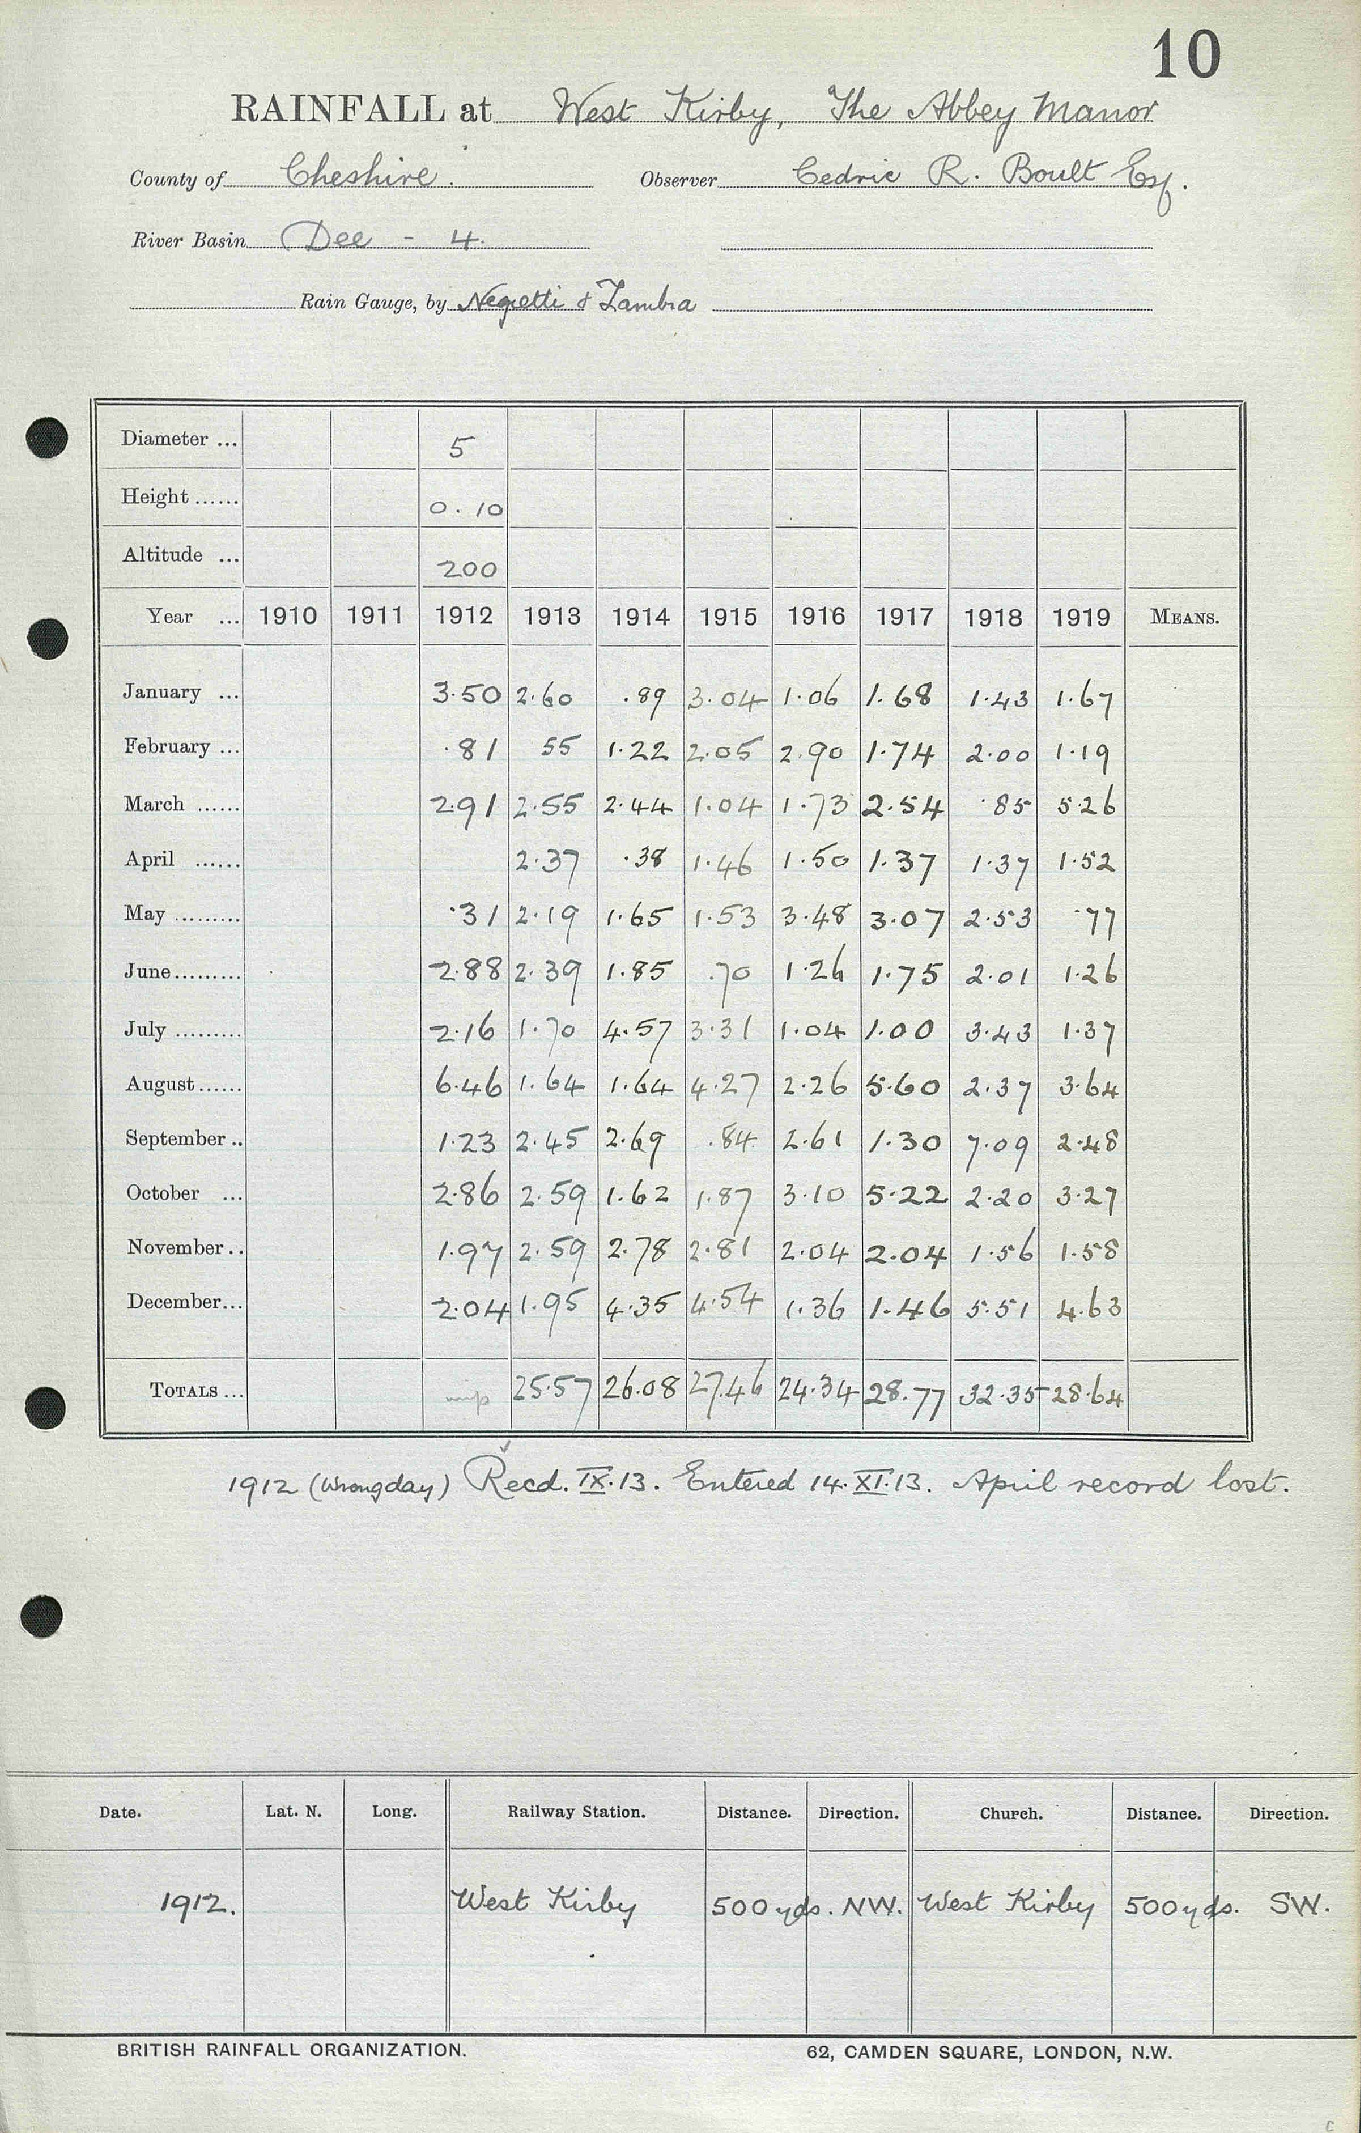 10
RAINFALL at West Kirby, The Abbey Manor
County of Cheshire. Observer Cedric R. Boult Esq.
River Basin Dee - 4.
Rain Gauge, by Negretti & Zambra
Diameter ... 5
Height ...... 0.10
Altitude ... 200
Year ... 1910 1911 1912 1913 1914 1915 1916 1917 1918 1919 MEANS.
January ... 3.50 2.60 .89 3.04 1.06 1.68 1.43 1.67
February ... .81 55 1.22 2.05 2.90 1.74 2.00 1.19
March ...... 2.91 2.55 2.44 1.04 1.73 2.54 .85 5.26
April ...... 2.37 .38 1.46 1.50 1.37 1.37 1.52
May ......... .31 2.19 1.65 1.53 3.48 3.07 2.53 .77
June ......... 2.88 2.39 1.85 .70 1.26 1.75 2.01 1.26
July ......... 2.16 1.70 4.57 3.31 1.04 1.00 3.43 1.37
August ...... 6.46 1.64 1.64 4.27 2.26 5.60 2.37 3.64
September .. 1.23 2.45 2.69 .84 2.61 1.30 7.09 2.48
October ... 2.86 2.59 1.62 1.87 3.10 5.22 2.20 3.27
November .. 1.97 2.59 2.78 2.81 2.04 2.04 1.56 1.58
December ... 2.04 1.95 4.35 4.54 1.36 1.46 5.51 4.63
TOTALS ... 25.57 26.08 27.46 24.34 28.77 32.35 28.64
1912 (Wrong day) Recd. IX.13. Entered 14.XI.13. April record lost.
Date. Lat. N. Long. Railway Station. Distance. Direction. Church. Distance. Direction.
1912. West Kirby 500 yds. NW. West Kirby 500 yds. SW.
BRITISH RAINFALL ORGANIZATION. 62, CAMDEN SQUARE, LONDON, N.W.